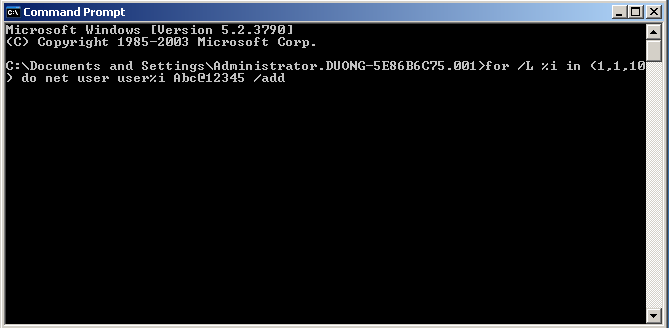 Command Prompt
Microsoft Windows [Version 5.2.3790]
(C) Copyright 1985-2003 Microsoft Corp.
C:\Documents and Settings\Administrator.DUONG-5E86B6C75.001>for /L %i in (1,1,10
) do net user user%i Abc@12345 /add